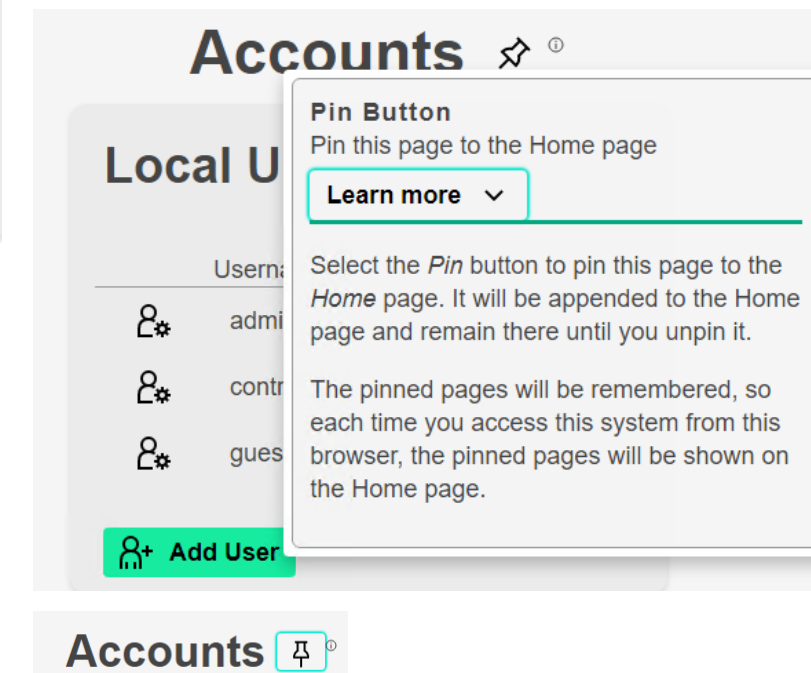 Accounts
Pin Button
Pin this page to the Home page
Local U
Learn more
Select the Pin button to pin this page to the
Home page. It will be appended to the Home
page and remain there until you unpin it.
Userna
admi
contr
gues
The pinned pages will be remembered, so
each time you access this system from this
browser, the pinned pages will be shown on
the Home page.
Add User
Accounts